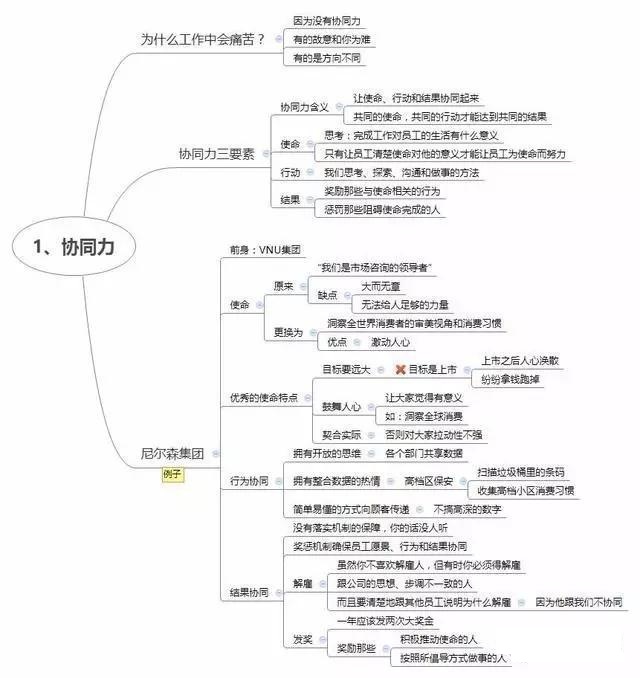 1、协同力
为什么工作中会痛苦？
因为没有协同力
有的故意和你为难
有的是方向不同
协同力三要素
协同力含义
让使命、行动和结果协同起来
共同的使命，共同的行动才能达到共同的结果
使命
思考：完成工作对员工的生活有什么意义
只有让员工清楚使命对他的意义才能让员工为使命而努力
行动
我们思考、探索、沟通和做事的方法
结果
奖励那些与使命相关的行为
惩罚那些阻碍使命完成的人
尼尔森集团
例子
前身：VNU集团
使命
原来
“我们是市场咨询的领导者”
缺点
大而无章
无法给人足够的力量
更换为
洞察全世界消费者的审美视角和消费习惯
优点
激动人心
优秀的使命特点
目标要远大
目标是上市
上市之后人心涣散
纷纷拿钱跑掉
鼓舞人心
让大家觉得有意义
如：洞察全球消费
契合实际
否则对大家拉动性不强
行为协同
拥有开放的思维
各个部门共享数据
拥有整合数据的热情
高档区保安
扫描垃圾桶里的条码
收集高档小区消费习惯
简单易懂的方式向顾客传递
不搞高深的数字
结果协同
没有落实机制的保障，你的话没人听
奖惩机制确保员工愿景、行为和结果协同
解雇
虽然你不喜欢解雇人，但有时你必须得解雇
跟公司的思想、步调不一致的人
而且要清楚地跟其他员工说明为什么解雇
因为他跟我们不协同
发奖
一年应该发两次大奖金
奖励那些
积极推动使命的人
按照所倡导方式做事的人